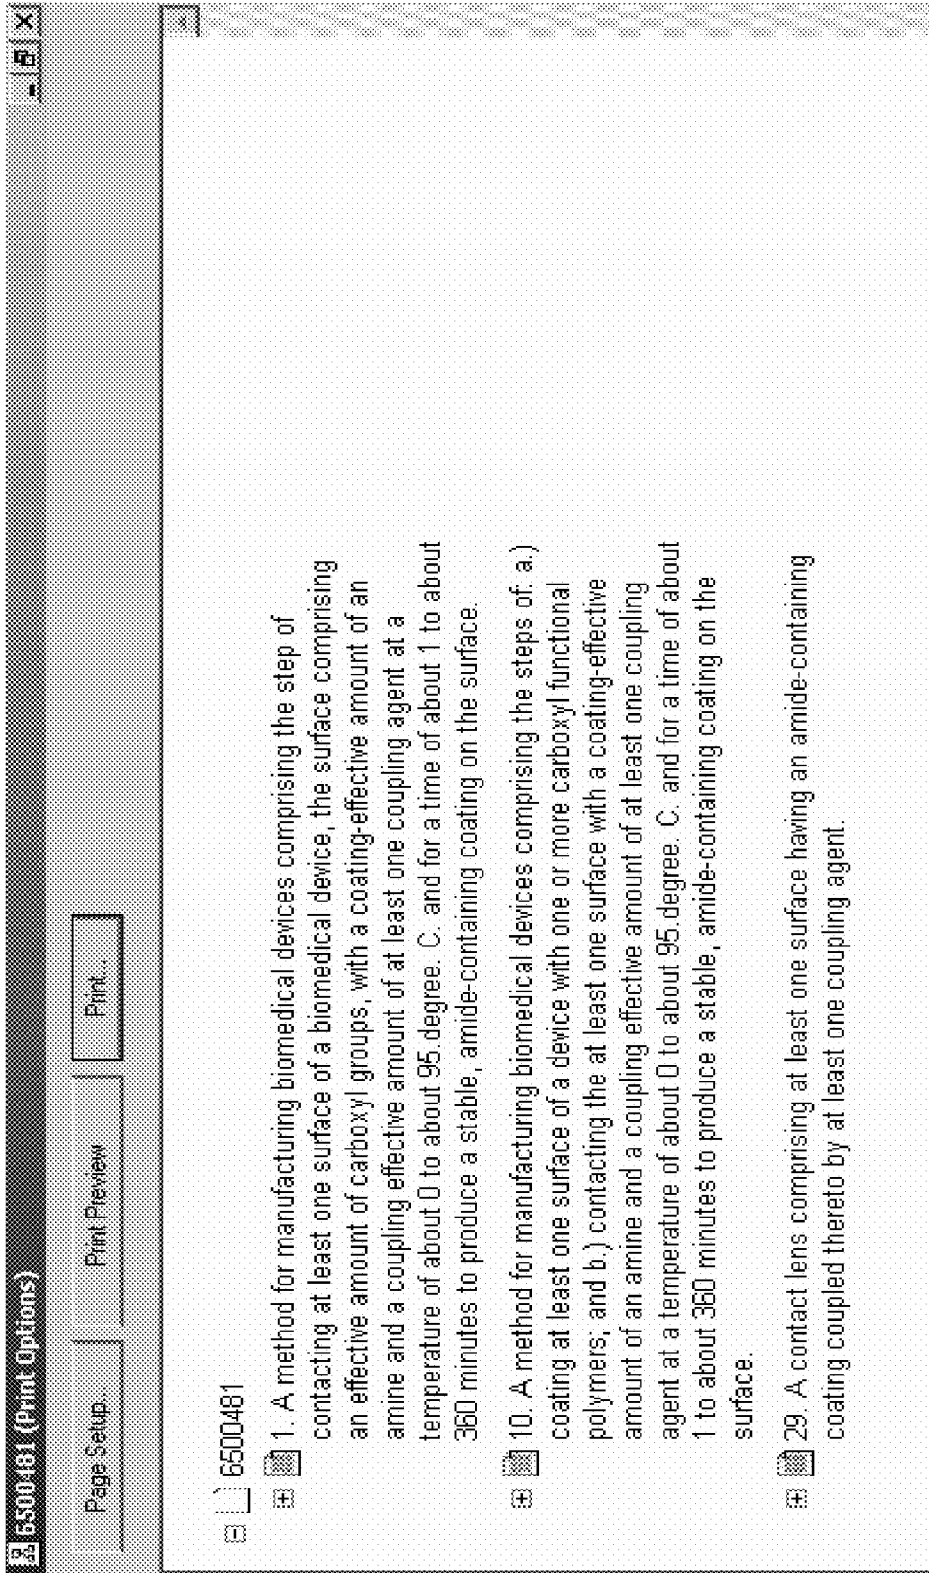 6500481 (Print Options)
Page Setup...
Print Preview
Print...
6500481
1. A method for manufacturing biomedical devices comprising the step of
contacting at least one surface of a biomedical device, the surface comprising
an effective amount of carboxyl groups, with a coating-effective amount of an
amine and a coupling effective amount of at least one coupling agent at a
temperature of about 0 to about 95.degree. C. and for a time of about 1 to about
360 minutes to produce a stable, amide-containing coating on the surface.
10. A method for manufacturing biomedical devices comprising the steps of: a.)
coating at least one surface of a device with one or more carboxyl functional
polymers; and b.) contacting the at least one surface with a coating-effective
amount of an amine and a coupling effective amount of at least one coupling
agent at a temperature of about 0 to about 95.degree. C. and for a time of about
1 to about 360 minutes to produce a stable, amide-containing coating on the
surface.
29. A contact lens comprising at least one surface having an amide-containing
coating coupled thereto by at least one coupling agent.